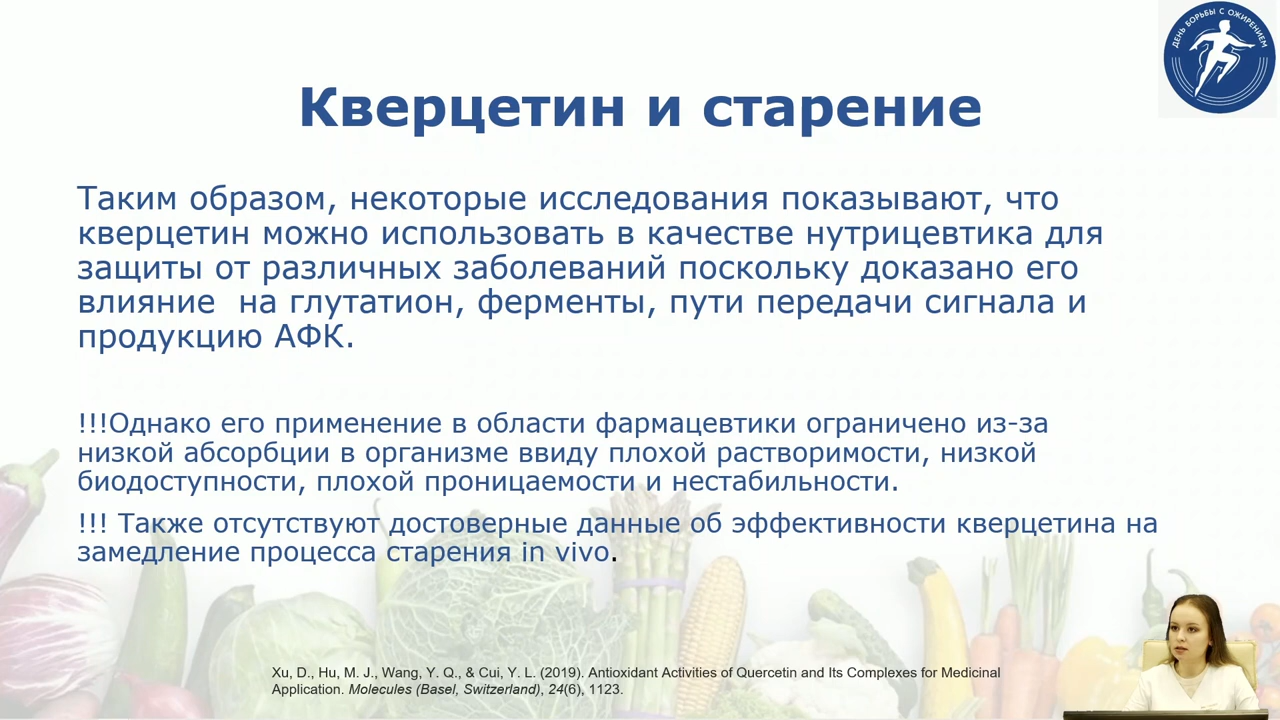 ДЕНЬ БОРЬБЫ С ОЖИРЕНИЕМ
Кверцетин и старение
Таким образом, некоторые исследования показывают, что
кверцетин можно использовать в качестве нутрицевтика для
защиты от различных заболеваний поскольку доказано его
влияние  на глутатион, ферменты, пути передачи сигнала и
продукцию АФК.
!!!Однако его применение в области фармацевтики ограничено из-за
низкой абсорбции в организме ввиду плохой растворимости, низкой
биодоступности, плохой проницаемости и нестабильности.
!!! Также отсутствуют достоверные данные об эффективности кверцетина на
замедление процесса старения in vivo.
Xu, D., Hu, M. J., Wang, Y. Q., & Cui, Y. L. (2019). Antioxidant Activities of Quercetin and Its Complexes for Medicinal
Application. Molecules (Basel, Switzerland), 24(6), 1123.